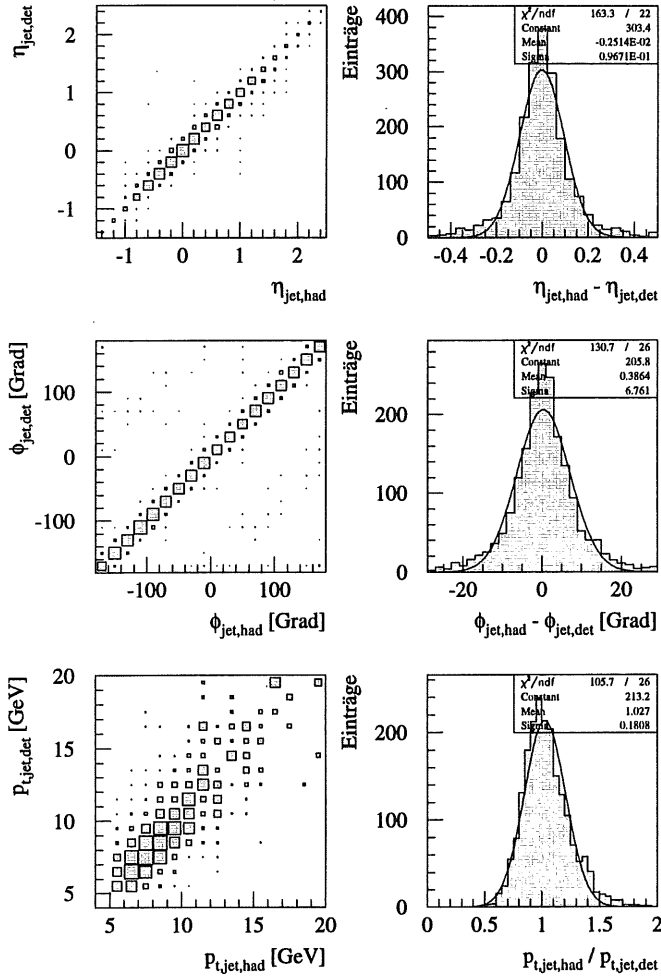 η_jet,det
2
1
0
-1
-1 0 1 2
η_jet,had
Einträge
400
300
200
100
0
χ²/ndf 163.3 / 22
Constant 303.4
Mean -0.2514E-02
Sigma 0.9671E-01
-0.4 -0.2 0 0.2 0.4
η_jet,had - η_jet,det
ϕ_jet,det [Grad]
100
0
-100
-100 0 100
ϕ_jet,had [Grad]
Einträge
200
100
0
χ²/ndf 130.7 / 26
Constant 205.8
Mean 0.3864
Sigma 6.761
-20 0 20
ϕ_jet,had - ϕ_jet,det [Grad]
p_t,jet,det [GeV]
20
15
10
5
5 10 15 20
p_t,jet,had [GeV]
Einträge
200
100
0
χ²/ndf 105.7 / 26
Constant 213.2
Mean 1.027
Sigma 0.1808
0 1 2
p_t,jet,had / p_t,jet,det